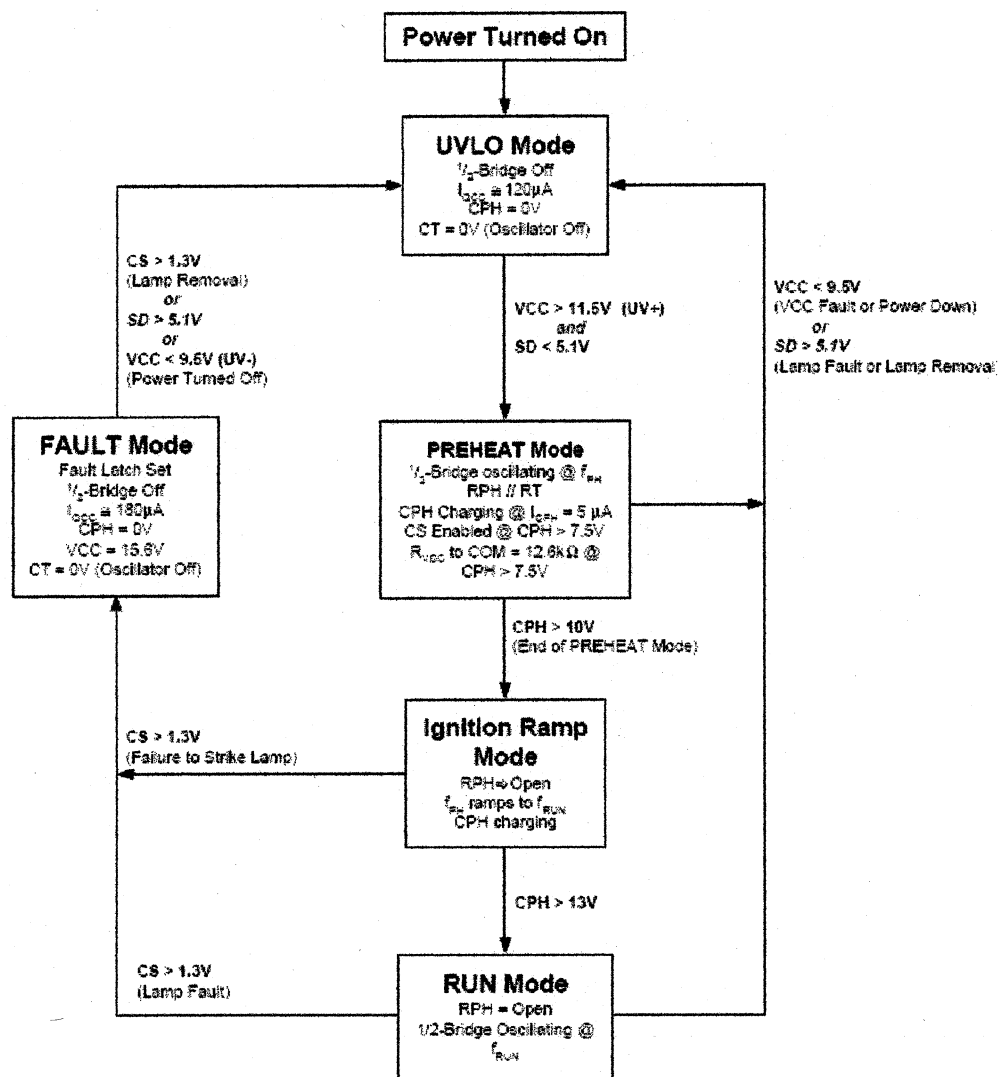 Power Turned On
UVLO Mode
1/2-Bridge Off
IQCC ≅ 120µA
CPH = 0V
CT = 0V (Oscillator Off)
CS > 1.3V
(Lamp Removal)
or
SD > 5.1V
or
VCC < 9.5V (UV-)
(Power Turned Off)
VCC > 11.5V (UV+)
and
SD < 5.1V
VCC < 9.5V
(VCC Fault or Power Down)
or
SD > 5.1V
(Lamp Fault or Lamp Removal)
FAULT Mode
Fault Latch Set
1/2-Bridge Off
IQCC ≅ 180µA
CPH = 0V
VCC = 15.6V
CT = 0V (Oscillator Off)
PREHEAT Mode
1/2-Bridge oscillating @ fPH
RPH // RT
CPH Charging @ ICPH = 5 µA
CS Enabled @ CPH > 7.5V
RVDC to COM = 12.6kΩ @
CPH > 7.5V
CPH > 10V
(End of PREHEAT Mode)
Ignition Ramp
Mode
RPH⇒Open
fPH ramps to fRUN
CPH charging
CS > 1.3V
(Failure to Strike Lamp)
CPH > 13V
CS > 1.3V
(Lamp Fault)
RUN Mode
RPH = Open
1/2-Bridge Oscillating @
fRUN